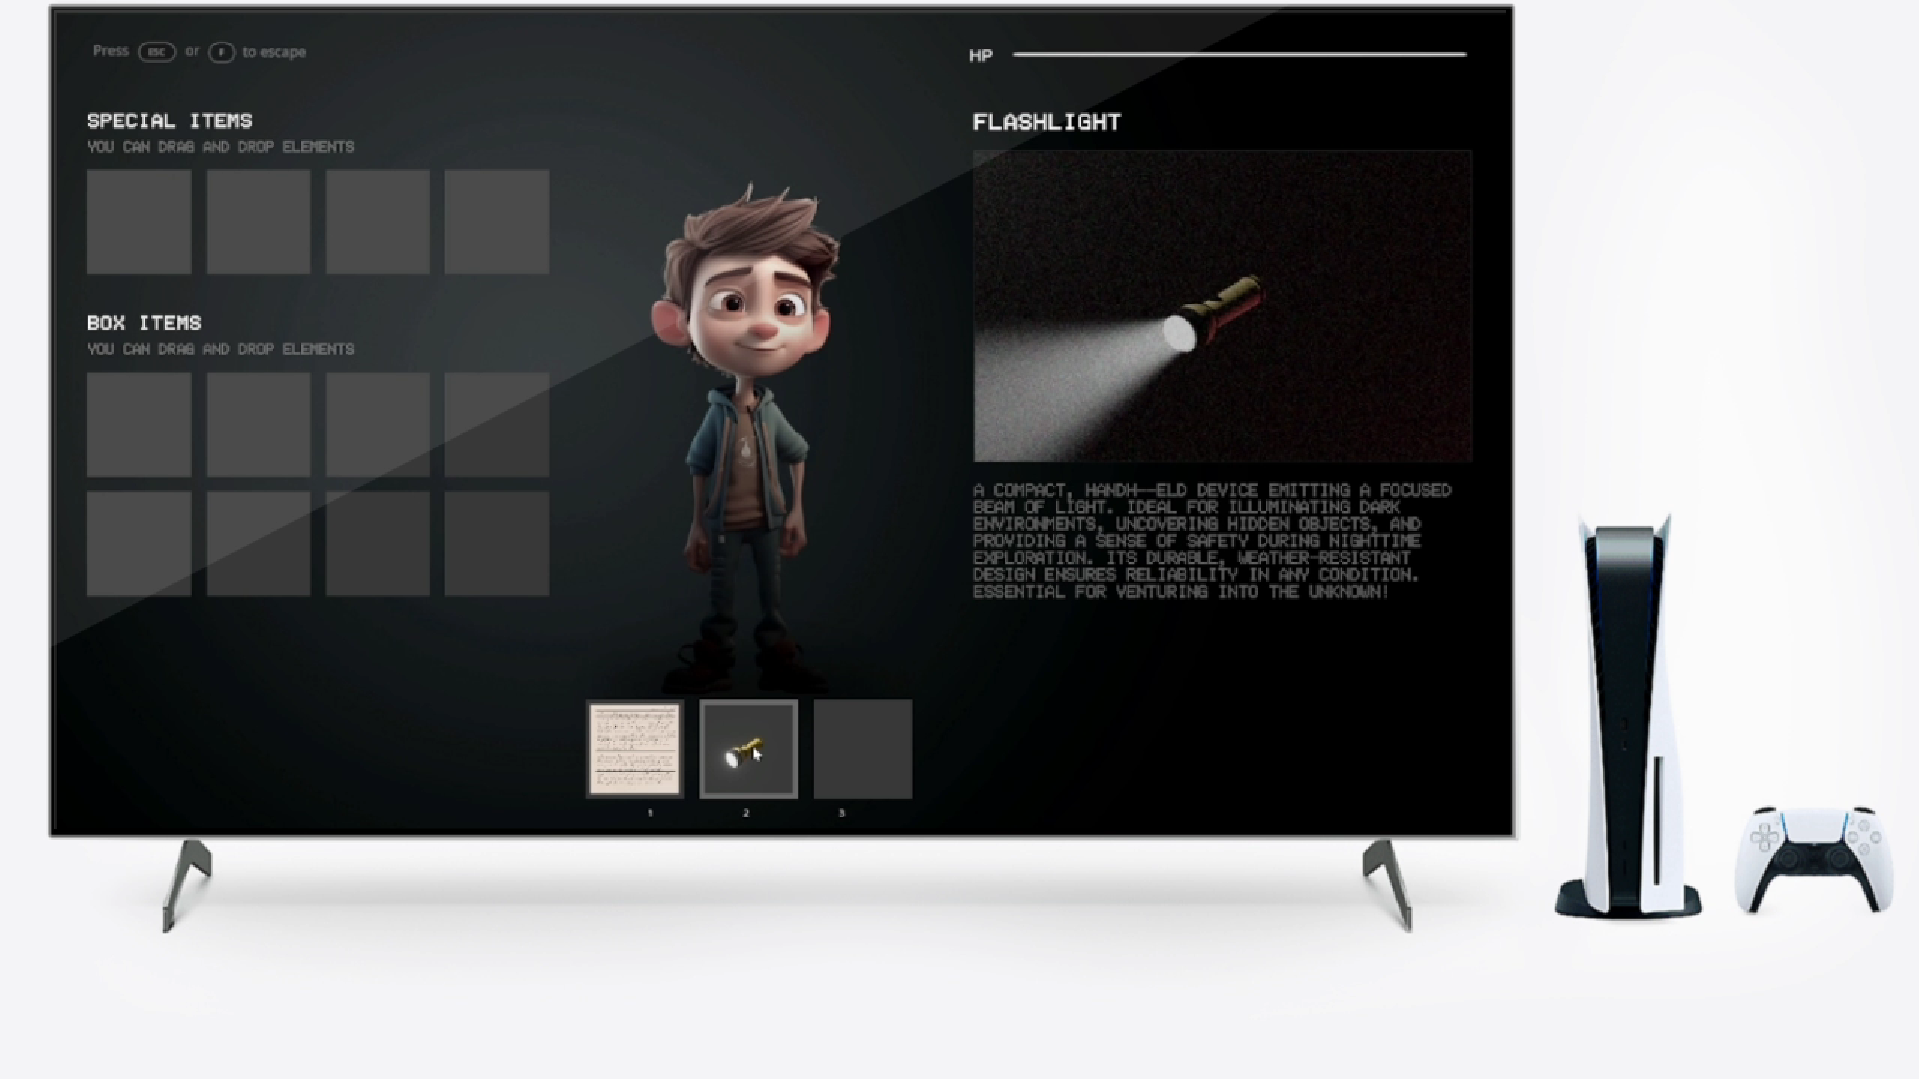 Press ESC or F to escape
HP
SPECIAL ITEMS
YOU CAN DRAG AND DROP ELEMENTS
BOX ITEMS
YOU CAN DRAG AND DROP ELEMENTS
FLASHLIGHT
A COMPACT, HANDH—ELD DEVICE EMITTING A FOCUSED
BEAM OF LIGHT. IDEAL FOR ILLUMINATING DARK
ENVIRONMENTS, UNCOVERING HIDDEN OBJECTS, AND
PROVIDING A SENSE OF SAFETY DURING NIGHTTIME
EXPLORATION. ITS DURABLE, WEATHER-RESISTANT
DESIGN ENSURES RELIABILITY IN ANY CONDITION.
ESSENTIAL FOR VENTURING INTO THE UNKNOWN!
1 2 3